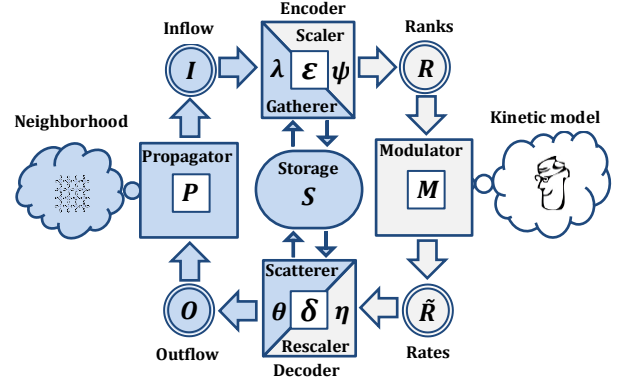 Encoder
Inflow
Scaler
Ranks
I
λ
ε
ψ
R
Gatherer
Neighborhood
Kinetic model
Propagator
Storage
Modulator
P
S
M
Scatterer
O
θ
δ
η
R̃
Rescaler
Outflow
Decoder
Rates